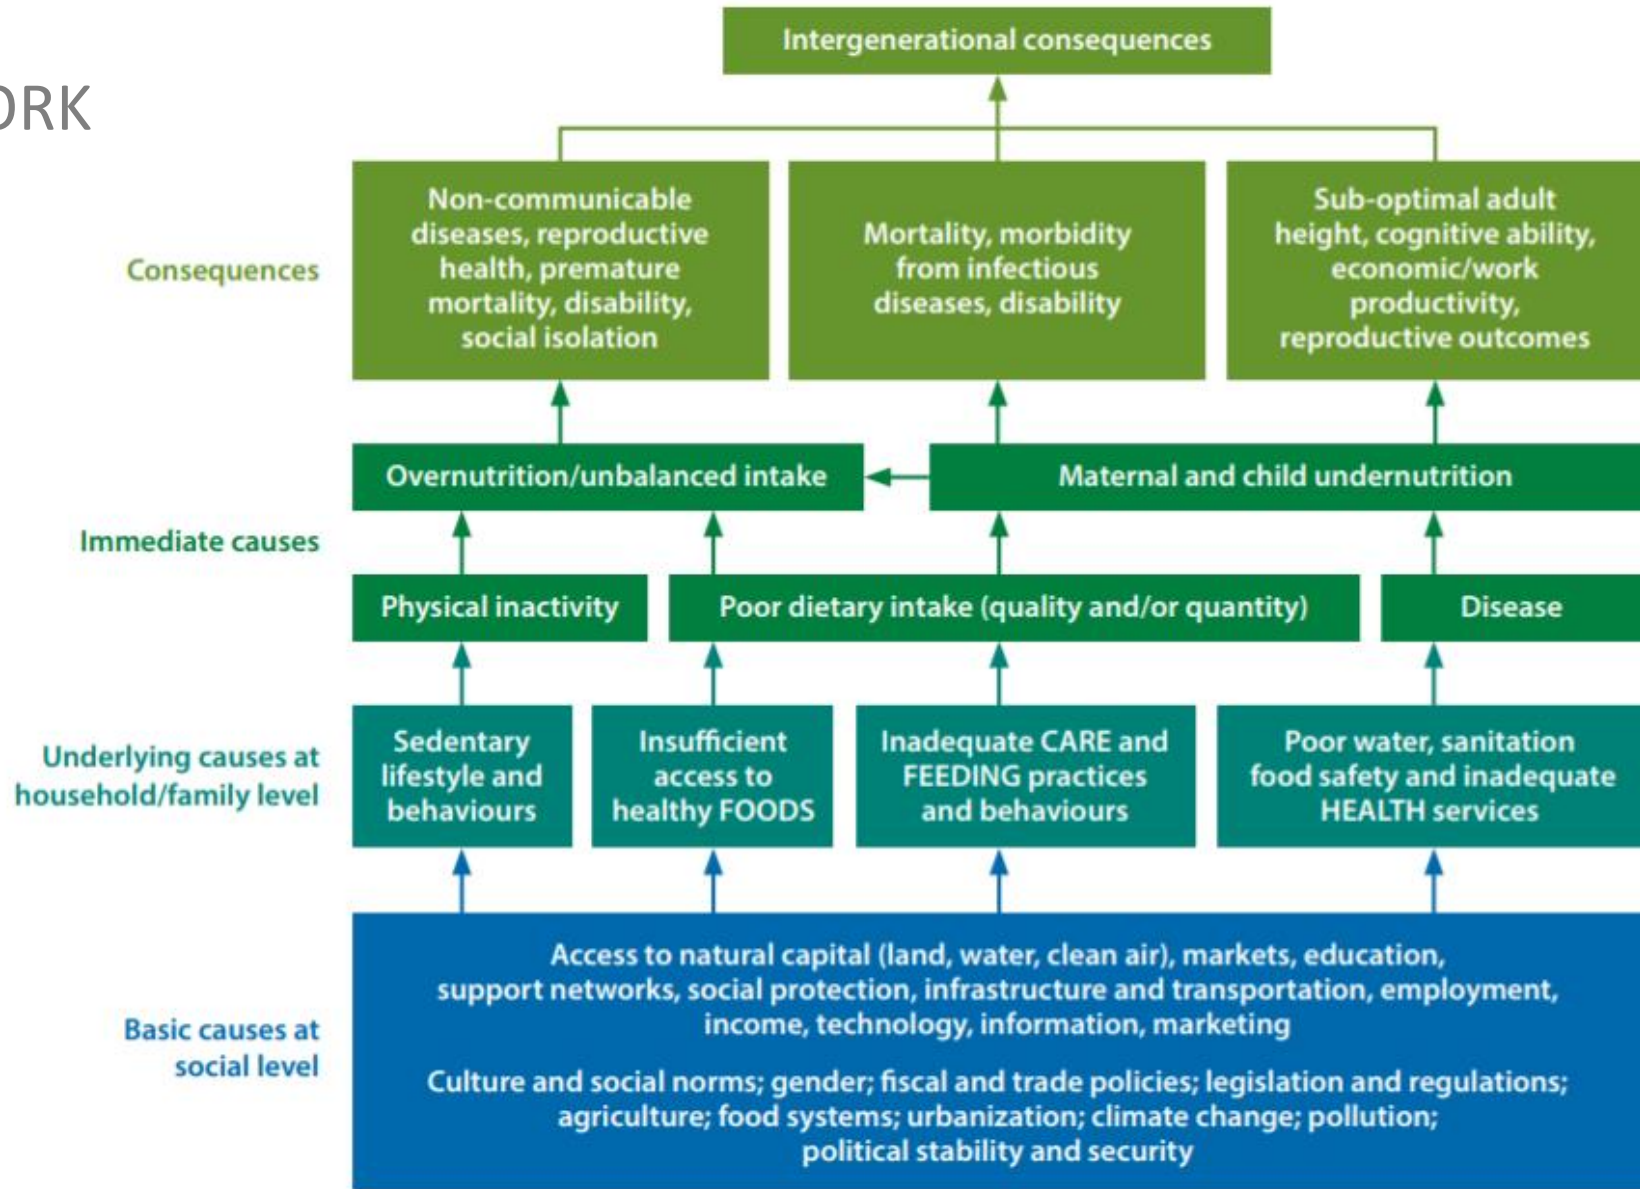 ORK
Intergenerational consequences
Consequences
Non-communicable
diseases, reproductive
health, premature
mortality, disability,
social isolation
Mortality, morbidity
from infectious
diseases, disability
Sub-optimal adult
height, cognitive ability,
economic/work
productivity,
reproductive outcomes
Overnutrition/unbalanced intake
Maternal and child undernutrition
Immediate causes
Physical inactivity
Poor dietary intake (quality and/or quantity)
Disease
Underlying causes at
household/family level
Sedentary
lifestyle and
behaviours
Insufficient
access to
healthy FOODS
Inadequate CARE and
FEEDING practices
and behaviours
Poor water, sanitation
food safety and inadequate
HEALTH services
Basic causes at
social level
Access to natural capital (land, water, clean air), markets, education,
support networks, social protection, infrastructure and transportation, employment,
income, technology, information, marketing
Culture and social norms; gender; fiscal and trade policies; legislation and regulations;
agriculture; food systems; urbanization; climate change; pollution;
political stability and security